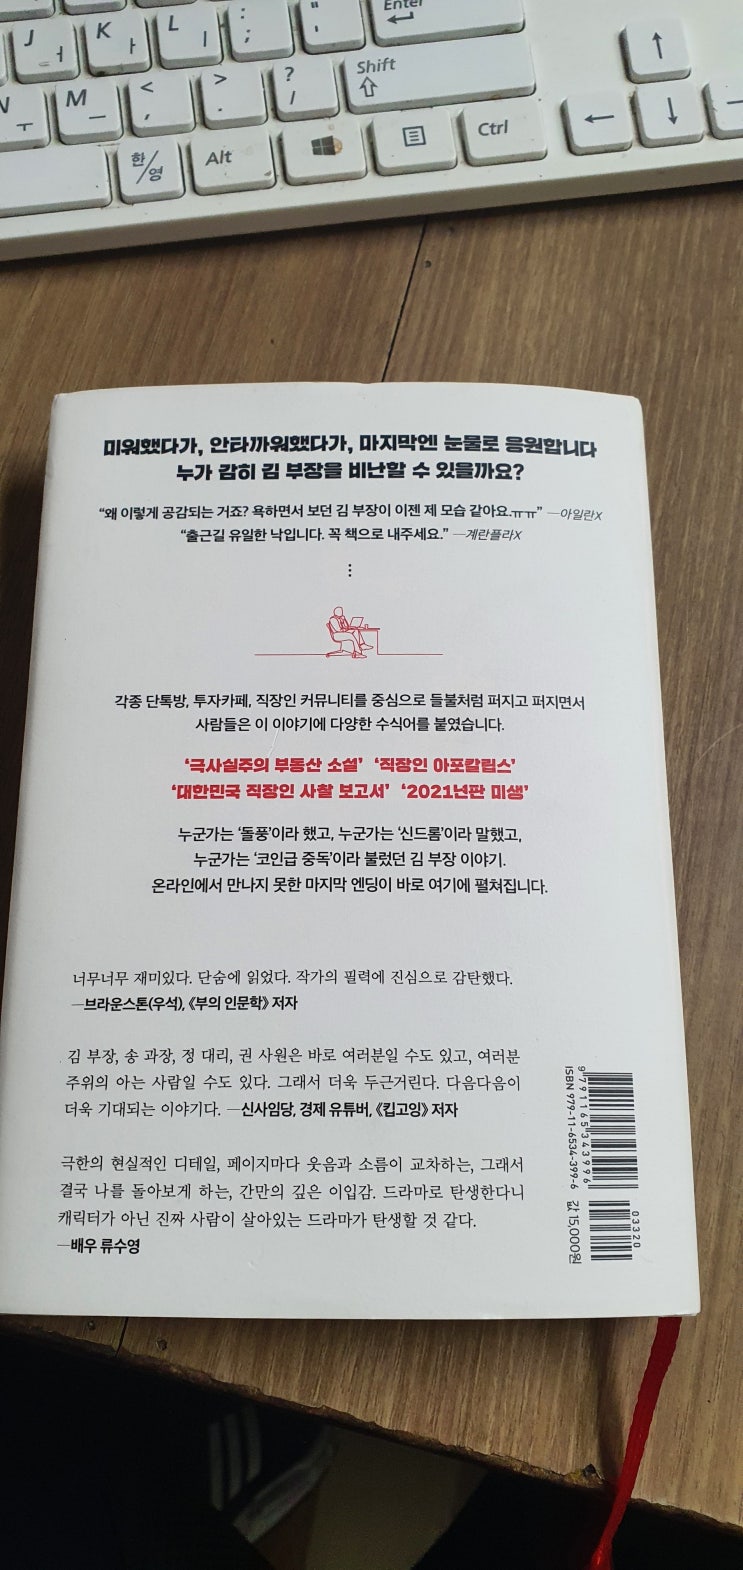 Enter
J ㅓ
K ㅏ
L ㅣ
: ;
" '
N ㅜ
M ㅡ
< ,
> .
? /
Shift
한/영
Alt
Ctrl
미워했다가, 안타까워했다가, 마지막엔 눈물로 응원합니다
누가 감히 김 부장을 비난할 수 있을까요?
“왜 이렇게 공감되는 거죠? 욕하면서 보던 김 부장이 이젠 제 모습 같아요.ㅠㅠ” —아일란X
“출근길 유일한 낙입니다. 꼭 책으로 내주세요.” —계란플라X
⋮
각종 단톡방, 투자카페, 직장인 커뮤니티를 중심으로 들불처럼 퍼지고 퍼지면서
사람들은 이 이야기에 다양한 수식어를 붙였습니다.
‘극사실주의 부동산 소설’ ‘직장인 아포칼립스’
‘대한민국 직장인 사찰 보고서’ ‘2021년판 미생’
누군가는 ‘돌풍’이라 했고, 누군가는 ‘신드롬’이라 말했고,
누군가는 ‘코인급 중독’이라 불렀던 김 부장 이야기.
온라인에서 만나지 못한 마지막 엔딩이 바로 여기에 펼쳐집니다.
너무너무 재미있다. 단숨에 읽었다. 작가의 필력에 진심으로 감탄했다.
—브라운스톤(우석), 《부의 인문학》 저자
김 부장, 송 과장, 정 대리, 권 사원은 바로 여러분일 수도 있고, 여러분
주위의 아는 사람일 수도 있다. 그래서 더욱 두근거린다. 다음다음이
더욱 기대되는 이야기다. —신사임당, 경제 유튜버, 《킵고잉》 저자
극한의 현실적인 디테일, 페이지마다 웃음과 소름이 교차하는, 그래서
결국 나를 돌아보게 하는, 간만의 깊은 이입감. 드라마로 탄생한다니
캐릭터가 아닌 진짜 사람이 살아있는 드라마가 탄생할 것 같다.
—배우 류수영
9 791165 343996
ISBN 979-11-6534-399-6
03320
값 15,000원